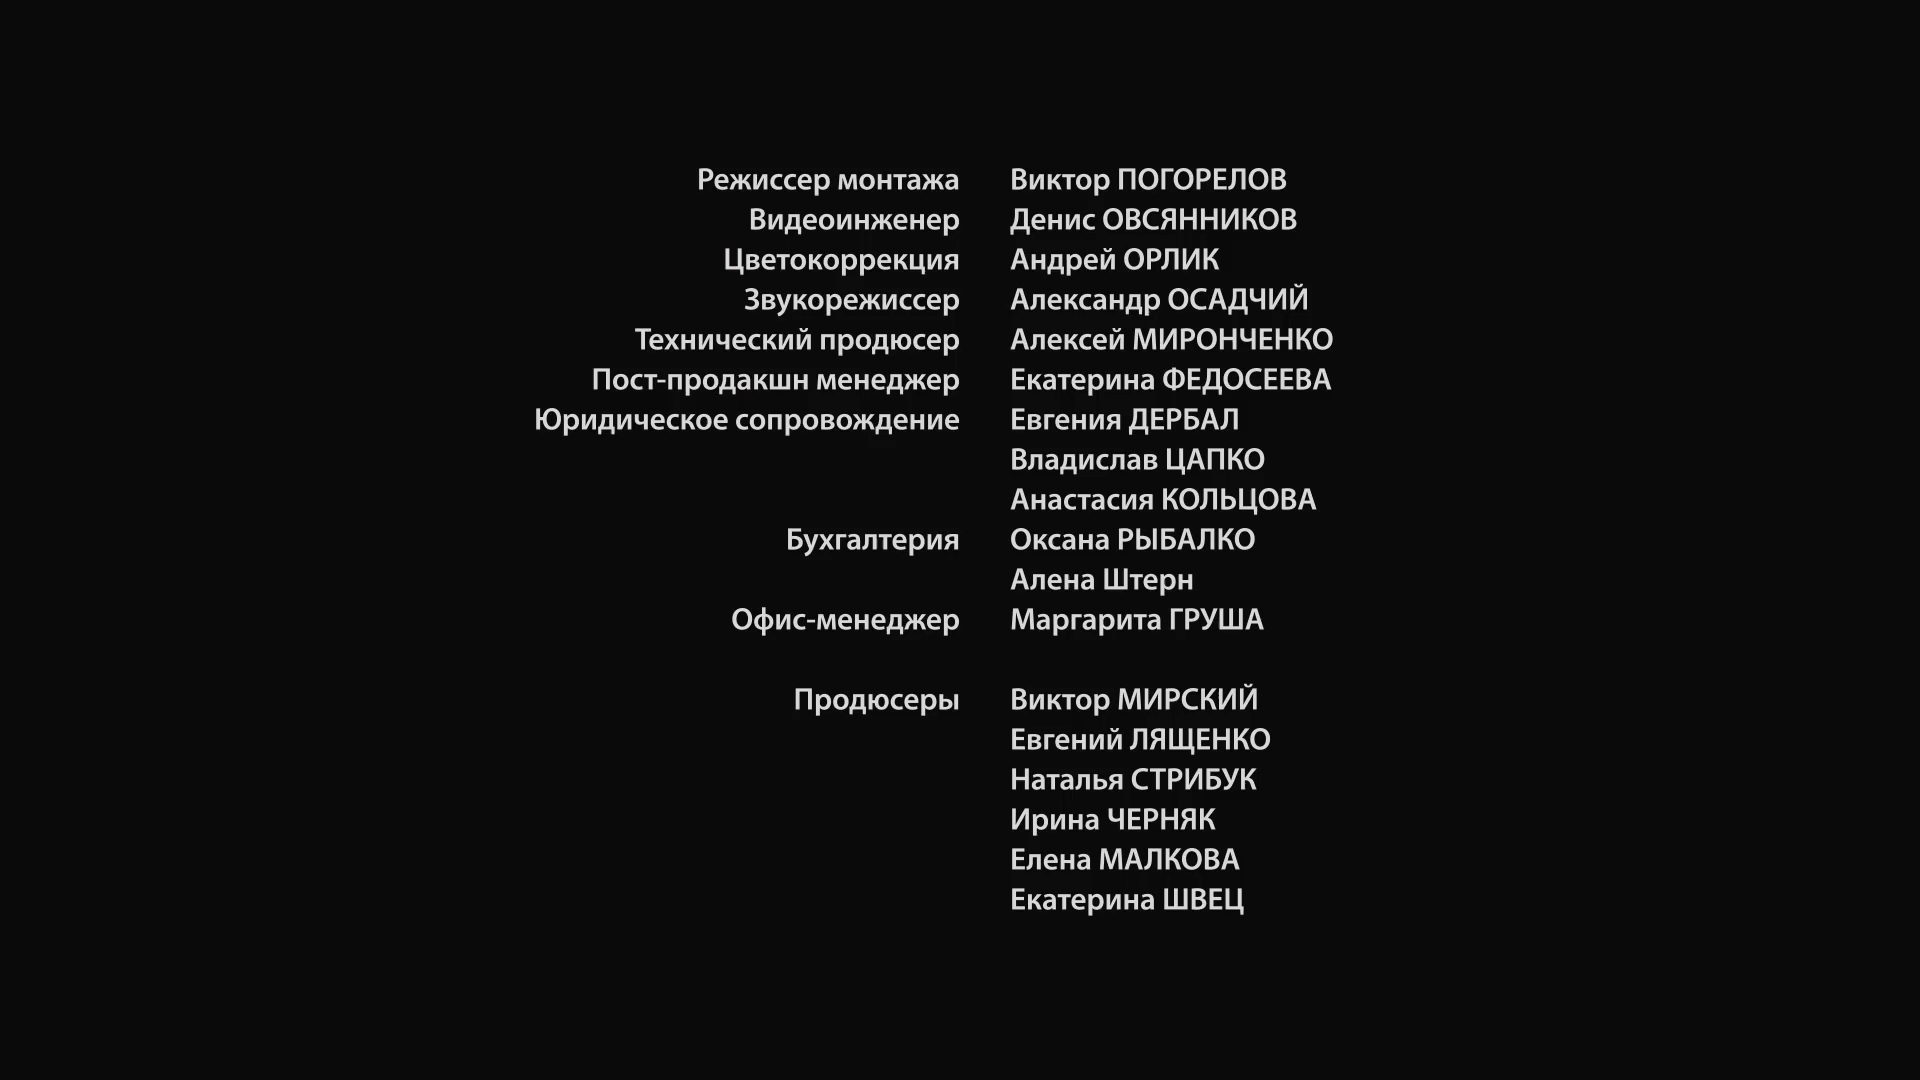 Режиссер монтажа Виктор ПОГОРЕЛОВ
Видеоинженер Денис ОВСЯННИКОВ
Цветокоррекция Андрей ОРЛИК
Звукорежиссер Александр ОСАДЧИЙ
Технический продюсер Алексей МИРОНЧЕНКО
Пост-продакшн менеджер Екатерина ФЕДОСЕЕВА
Юридическое сопровождение Евгения ДЕРБАЛ
Владислав ЦАПКО
Анастасия КОЛЬЦОВА
Бухгалтерия Оксана РЫБАЛКО
Алена Штерн
Офис-менеджер Маргарита ГРУША
Продюсеры Виктор МИРСКИЙ
Евгений ЛЯЩЕНКО
Наталья СТРИБУК
Ирина ЧЕРНЯК
Елена МАЛКОВА
Екатерина ШВЕЦ